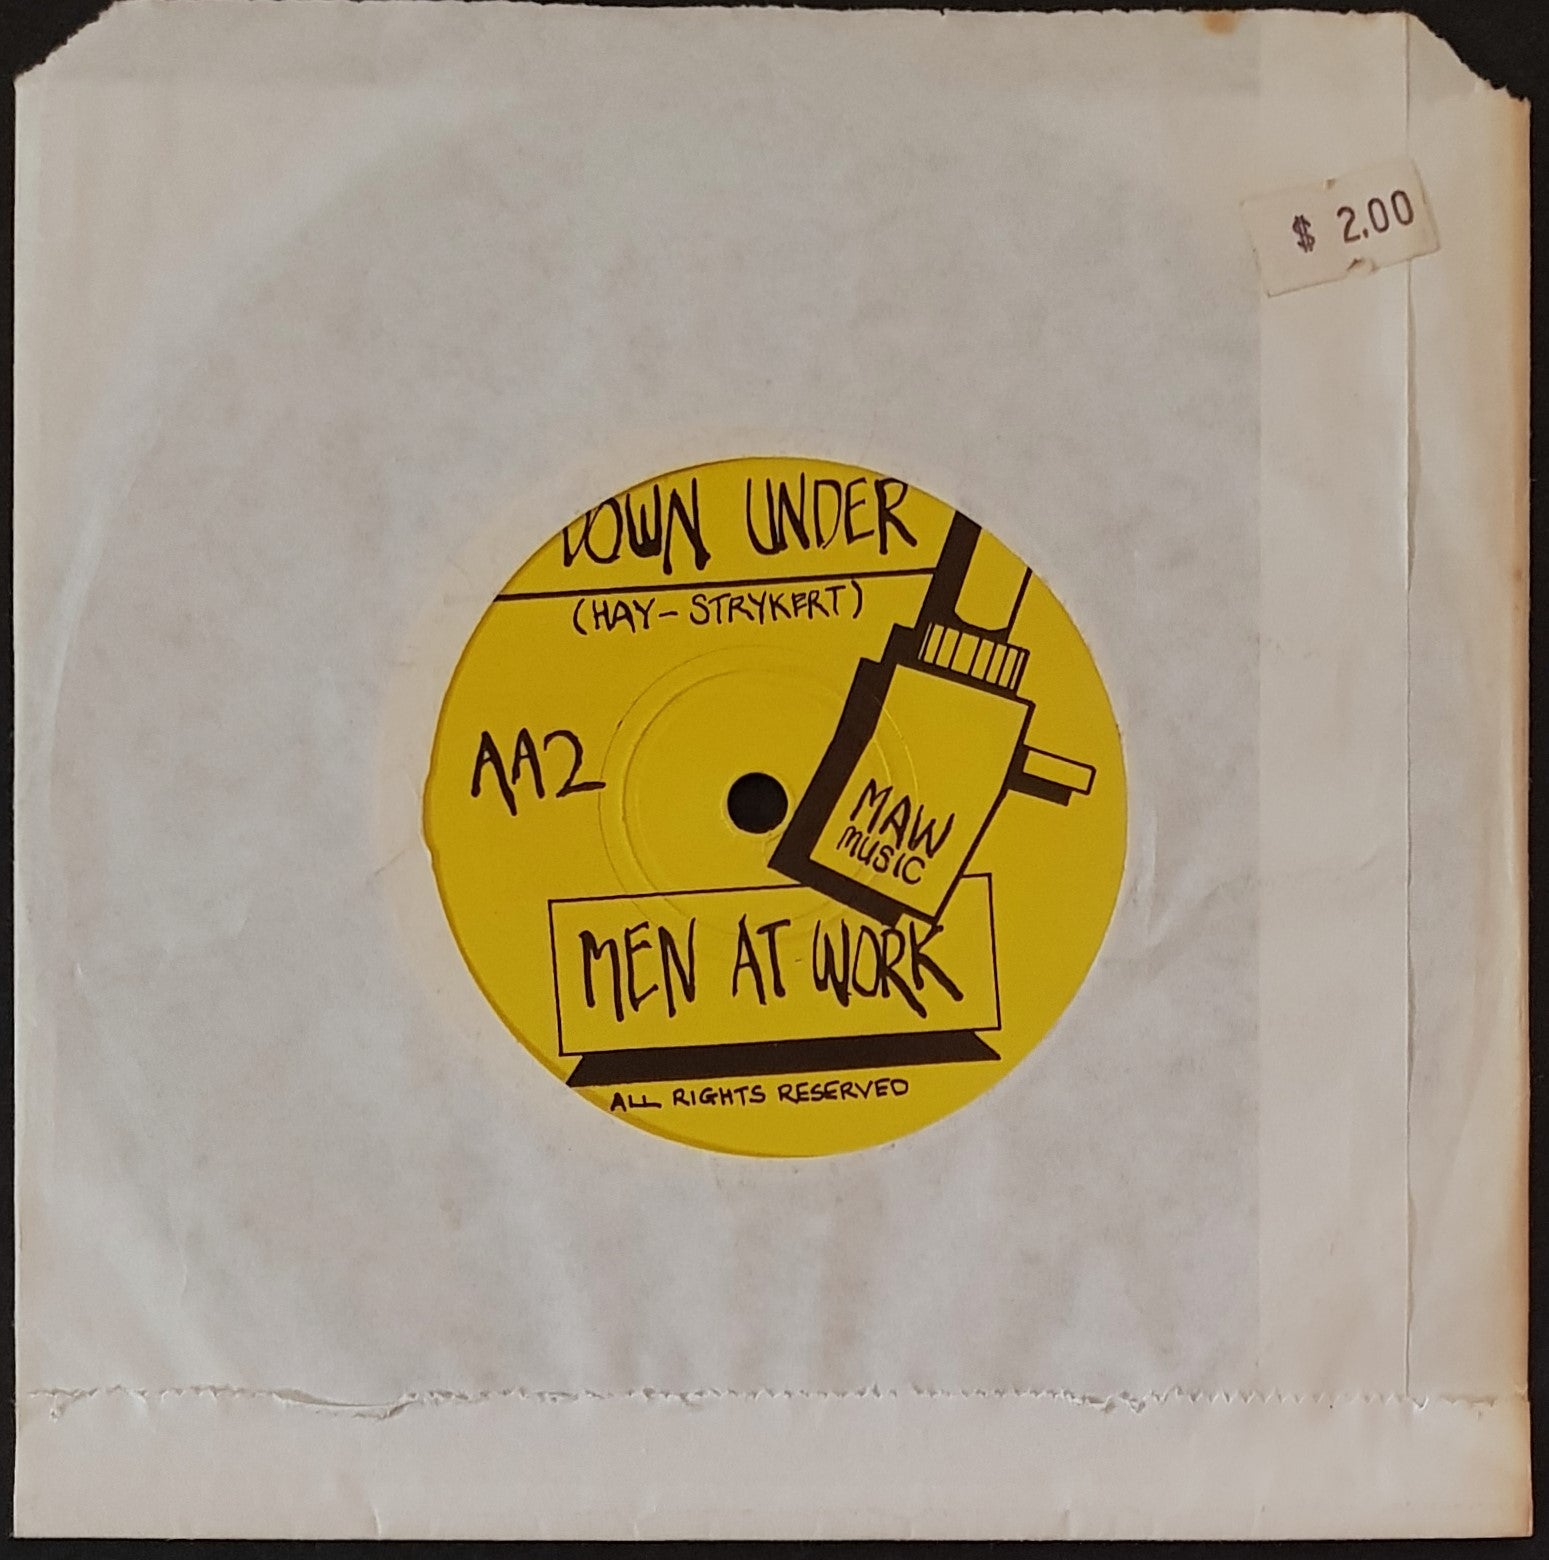 $ 2.00
DOWN UNDER
(HAY-STRYKERT)
AA2
MAW
MUSIC
MEN AT WORK
ALL RIGHTS RESERVED